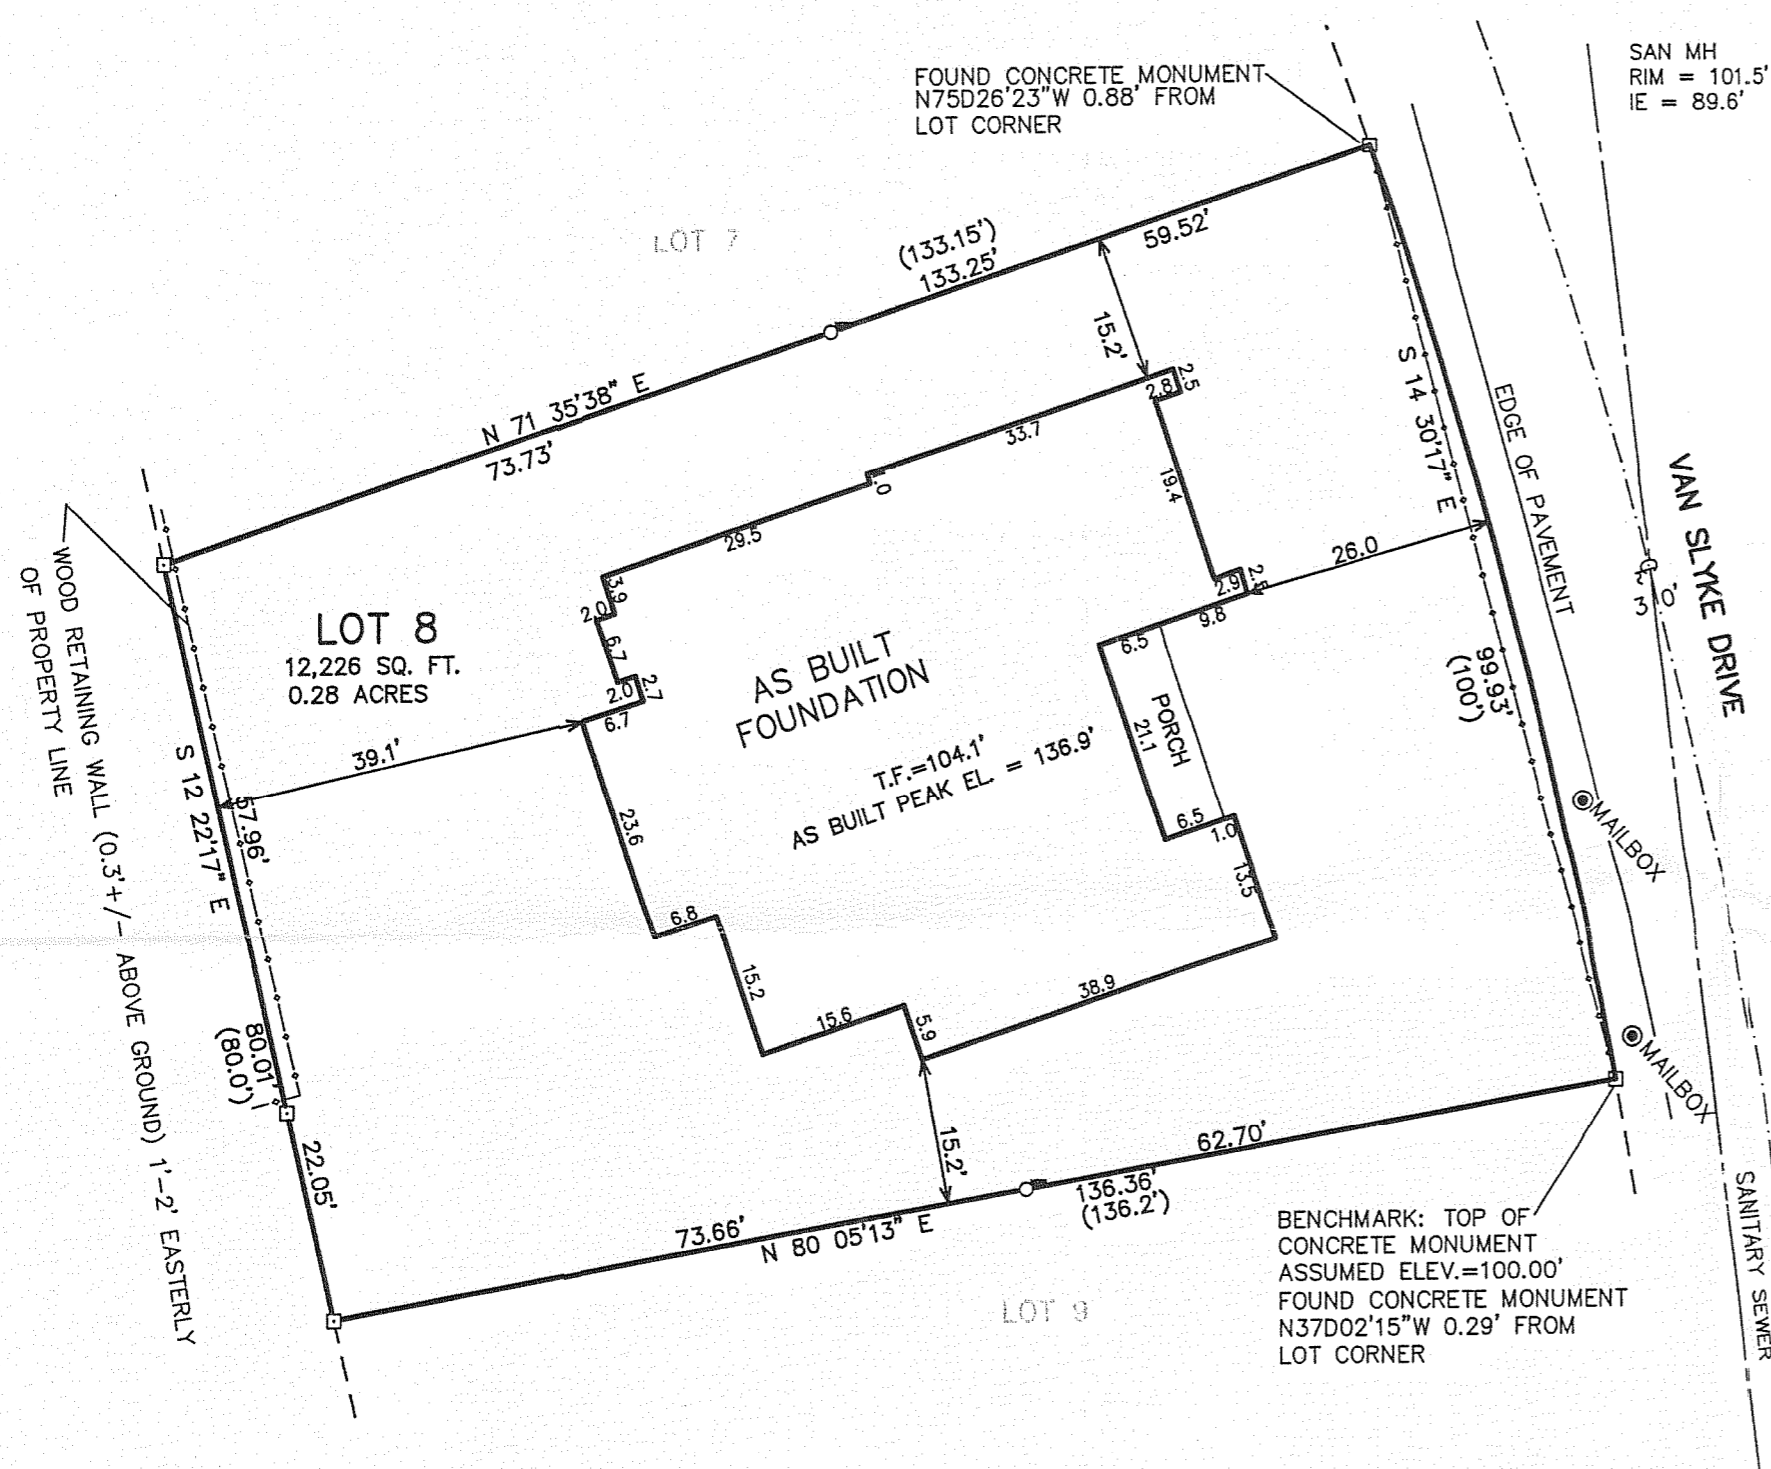 SAN MH
RIM = 101.5'
IE = 89.6'
FOUND CONCRETE MONUMENT
N75D26'23"W 0.88' FROM
LOT CORNER
LOT 7
(133.15')
133.25'
59.52'
N 71 35'38" E
73.73'
15.2'
2.5
2.8
33.7
.0
29.5
19.4
S 14 30'17" E
EDGE OF PAVEMENT
VAN SLYKE DRIVE
26.0
2.9
9.8
6.5
3.9
2.0
6.7
2.7
2.0
6.7
LOT 8
12,226 SQ. FT.
0.28 ACRES
WOOD RETAINING WALL (0.3'+/- ABOVE GROUND) 1'-2' EASTERLY
OF PROPERTY LINE
AS BUILT
FOUNDATION
T.F.=104.1'
AS BUILT PEAK EL. = 136.9'
PORCH
21.1
6.5
1.0
13.5
99.93'
(100')
39.1'
S 12 22'17" E
57.96'
23.6
6.8
15.2
15.6
5.9
38.9
MAILBOX
MAILBOX
80.01'
(80.0')
22.05'
15.2'
62.70'
136.36'
(136.2')
73.66'
N 80 05'13" E
LOT 9
BENCHMARK: TOP OF
CONCRETE MONUMENT
ASSUMED ELEV.=100.00'
FOUND CONCRETE MONUMENT
N37D02'15"W 0.29' FROM
LOT CORNER
SANITARY SEWER